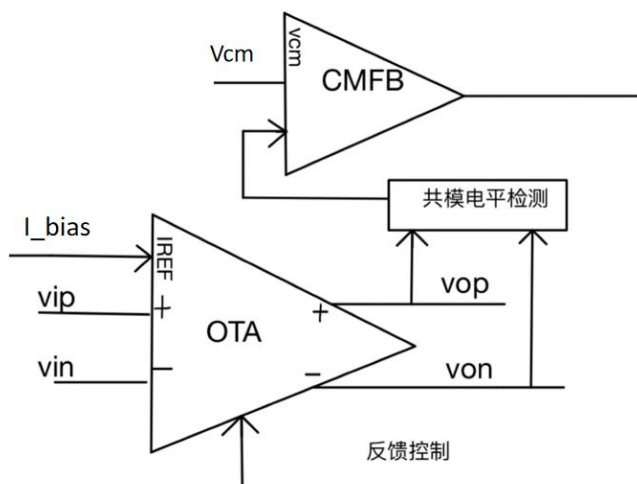 Vcm
vcm
CMFB
共模电平检测
I_bias
IREF
vip
+
OTA
+
vop
vin
−
−
von
反馈控制